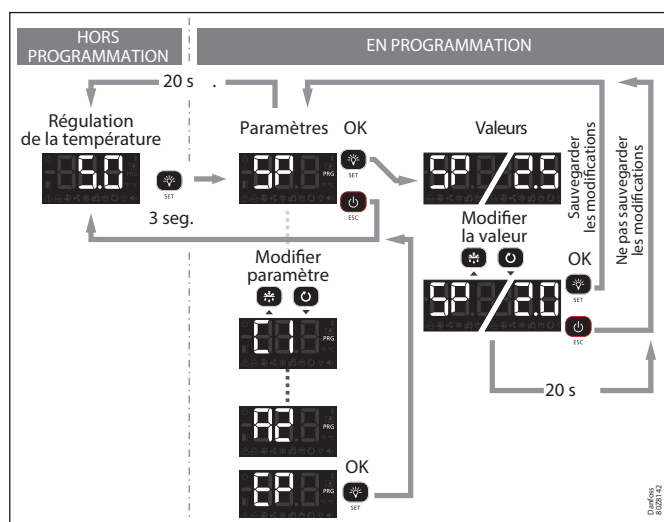 HORS
PROGRAMMATION
EN PROGRAMMATION
20 s .
Régulation
de la température
Paramètres
OK
Valeurs
5.0
PRG
SET
3 seg.
SP
PRG
SET
ESC
SP / 2.5
Sauvegarder
les modifications
Ne pas sauvegarder
les modifications
Modifier
la valeur
OK
SP / 2.0
SET
ESC
20 s
Modifier
paramètre
C1
PRG
A2
PRG
EP
PRG
OK
SET
Danfoss
80Z8142